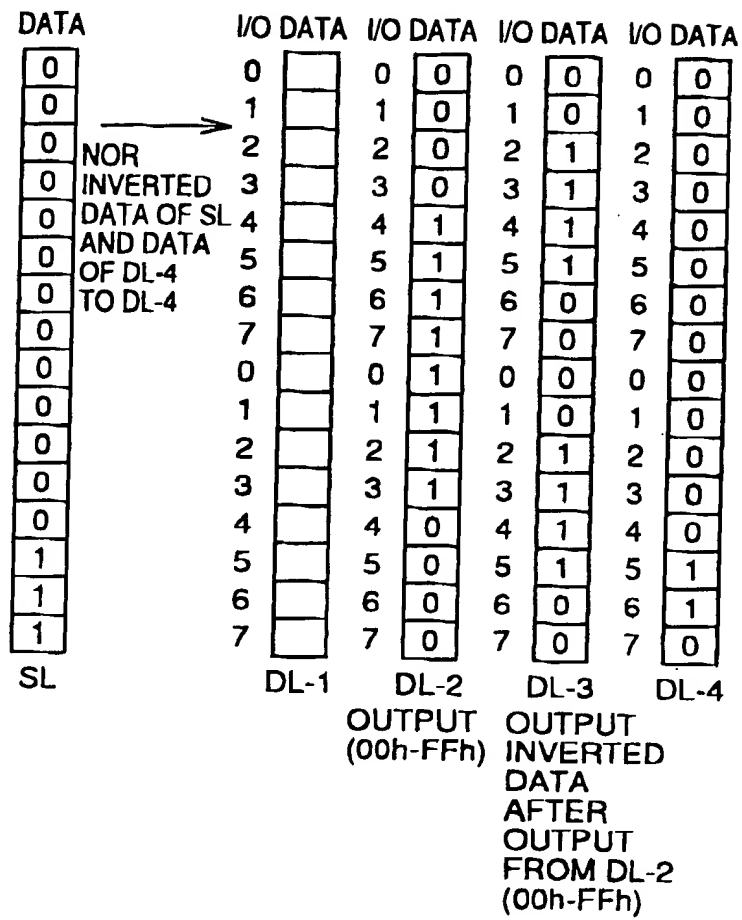 DATA I/O DATA I/O DATA I/O DATA I/O DATA
0 0 0 0 0 0 0 0
0 1 1 0 1 0 1 0
0 2 2 0 2 1 2 0
0 3 3 0 3 1 3 0
0 4 4 1 4 1 4 0
0 5 5 1 5 1 5 0
0 6 6 1 6 0 6 0
0 7 7 1 7 0 7 0
0 0 0 1 0 0 0 0
0 1 1 1 1 0 1 0
0 2 2 1 2 1 2 0
0 3 3 1 3 1 3 0
0 4 4 0 4 1 4 0
1 5 5 0 5 1 5 1
1 6 6 0 6 0 6 1
1 7 7 0 7 0 7 0
NOR
INVERTED
DATA OF SL
AND DATA
OF DL-4
TO DL-4
SL DL-1 DL-2 DL-3 DL-4
OUTPUT
(00h-FFh)
OUTPUT
INVERTED
DATA
AFTER
OUTPUT
FROM DL-2
(00h-FFh)